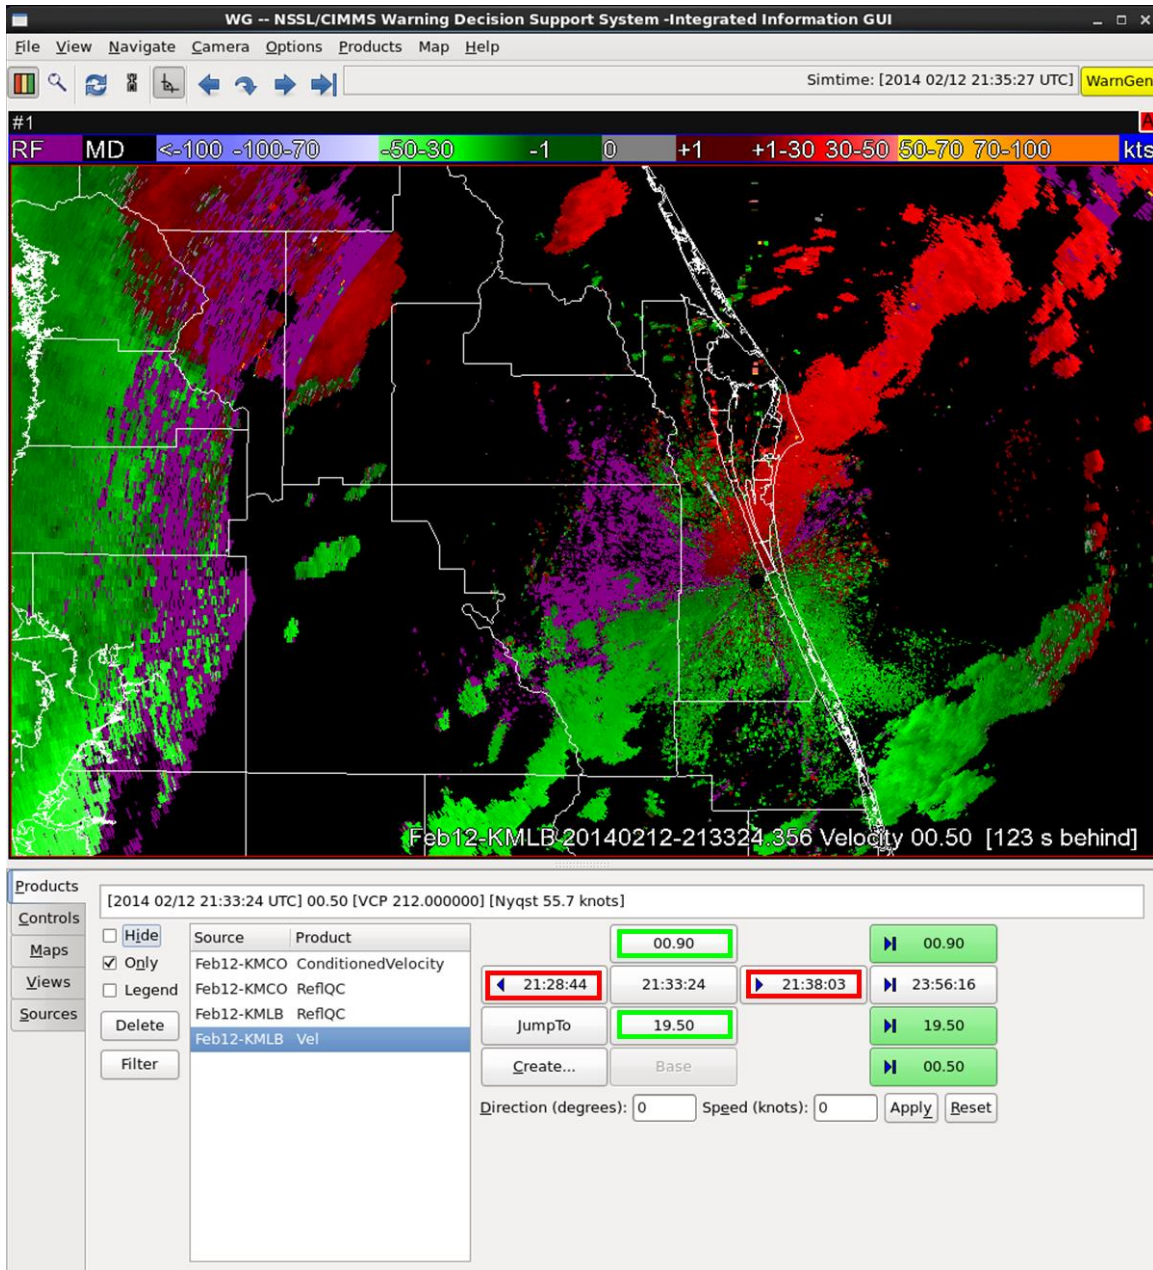 WG -- NSSL/CIMMS Warning Decision Support System -Integrated Information GUI
File View Navigate Camera Options Products Map Help
Simtime: [2014 02/12 21:35:27 UTC] WarnGen
#1 A
RF MD <-100 -100-70 -50-30 -1 0 +1 +1-30 30-50 50-70 70-100 kts
Feb12-KMLB 20140212-213324.356 Velocity 00.50 [123 s behind]
Products
[2014 02/12 21:33:24 UTC] 00.50 [VCP 212.000000] [Nyqst 55.7 knots]
Controls
Maps
Views
Sources
Hide
Only
Legend
Delete
Filter
Source Product
Feb12-KMCO ConditionedVelocity
Feb12-KMCO ReflQC
Feb12-KMLB ReflQC
Feb12-KMLB Vel
00.90 00.90
21:28:44 21:33:24 21:38:03 23:56:16
JumpTo 19.50 19.50
Create... Base 00.50
Direction (degrees): 0 Speed (knots): 0 Apply Reset